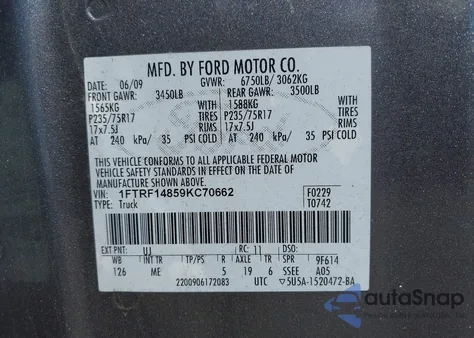 MFD. BY FORD MOTOR CO.
DATE: 06/09 GVWR: 6750LB/ 3062KG
FRONT GAWR: 3450LB REAR GAWR: 3500LB
1565KG WITH 1588KG WITH
P235/75R17 TIRES P235/75R17 TIRES
17x7.5J RIMS 17x7.5J RIMS
AT 240 kPa/ 35 PSI COLD AT 240 kPa/ 35 PSI COLD
THIS VEHICLE CONFORMS TO ALL APPLICABLE FEDERAL MOTOR
VEHICLE SAFETY STANDARDS IN EFFECT ON THE DATE OF
MANUFACTURE SHOWN ABOVE.
VIN: 1FTRF14859KC70662 F0229
TYPE: Truck T0742
EXT PNT: UJ RC: 11 DSO:
WB INT TR TP/PS R AXLE TR SPR 9F614
126 ME 5 19 6 SSEE A05
2200906172083 UTC 5U5A-1520472-BA
autoSnap